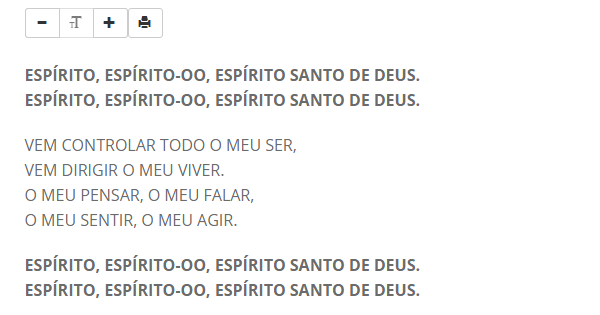 ESPÍRITO, ESPÍRITO-OO, ESPÍRITO SANTO DE DEUS.
ESPÍRITO, ESPÍRITO-OO, ESPÍRITO SANTO DE DEUS.
VEM CONTROLAR TODO O MEU SER,
VEM DIRIGIR O MEU VIVER.
O MEU PENSAR, O MEU FALAR,
O MEU SENTIR, O MEU AGIR.
ESPÍRITO, ESPÍRITO-OO, ESPÍRITO SANTO DE DEUS.
ESPÍRITO, ESPÍRITO-OO, ESPÍRITO SANTO DE DEUS.